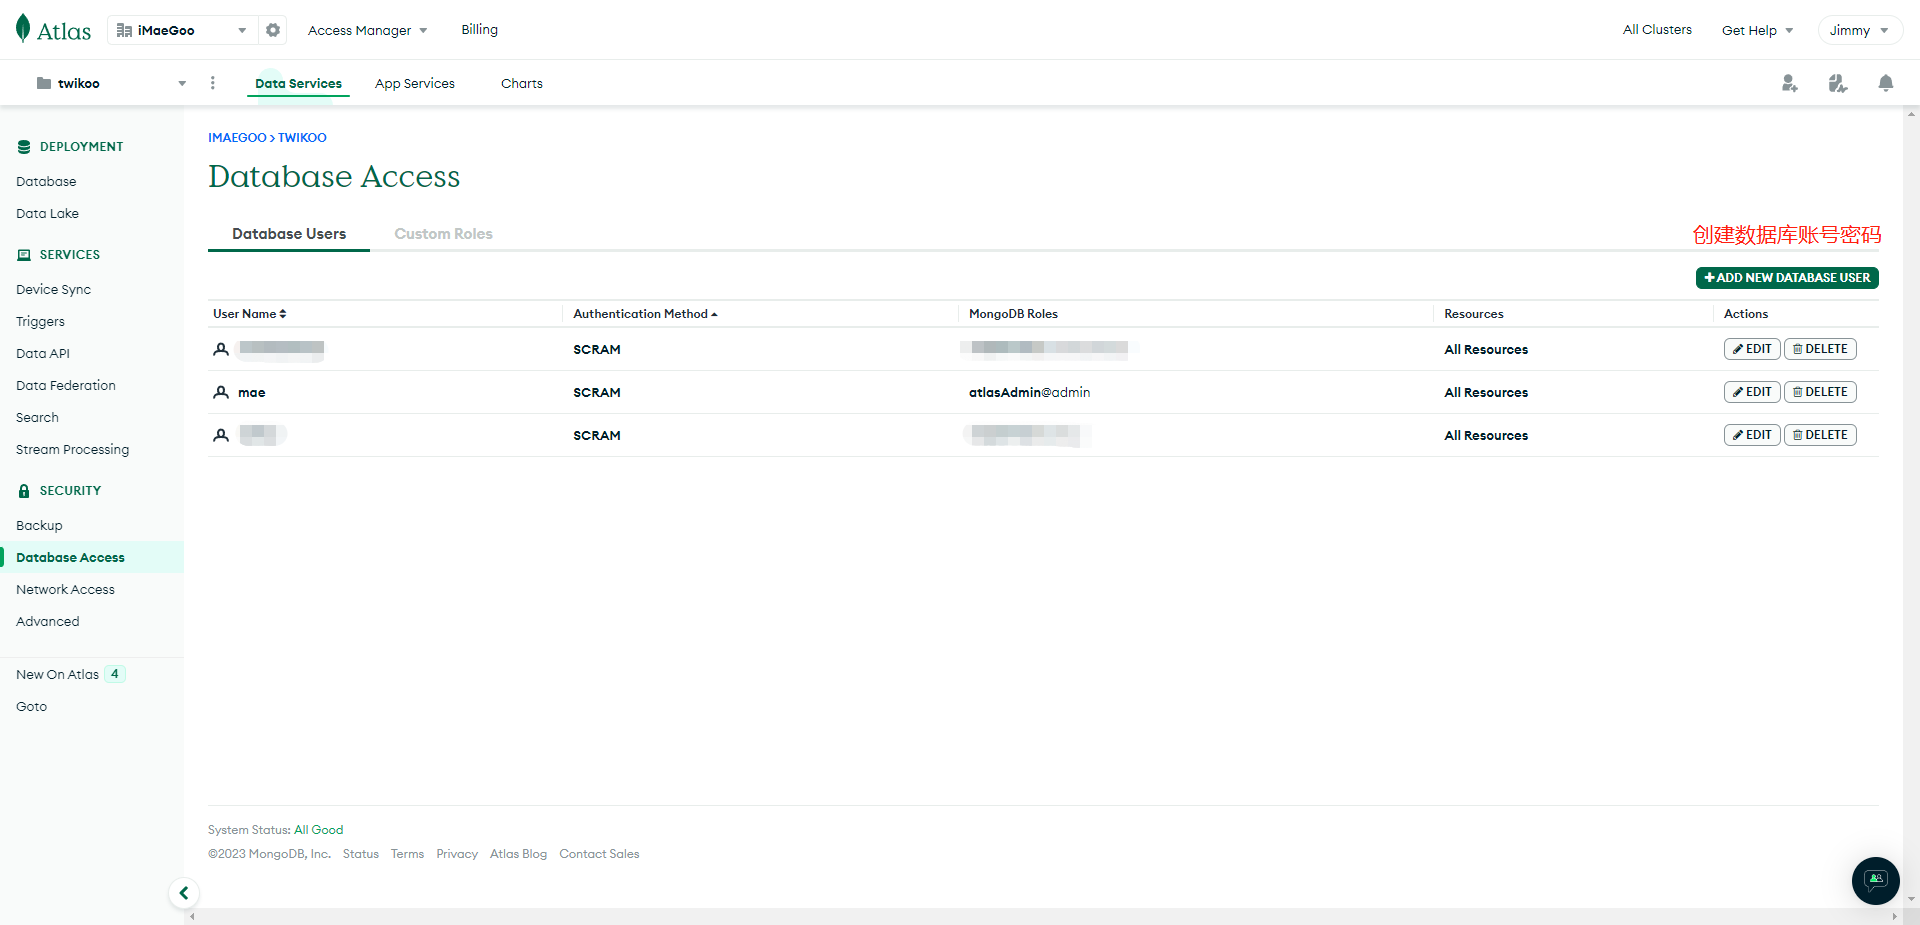 Atlas
iMaeGoo
Access Manager
Billing
All Clusters
Get Help
Jimmy
twikoo
Data Services
App Services
Charts
DEPLOYMENT
Database
Data Lake
SERVICES
Device Sync
Triggers
Data API
Data Federation
Search
Stream Processing
SECURITY
Backup
Database Access
Network Access
Advanced
New On Atlas 4
Goto
IMAEGOO > TWIKOO
Database Access
Database Users
Custom Roles
创建数据库账号密码
ADD NEW DATABASE USER
User Name Authentication Method MongoDB Roles Resources Actions
SCRAM All Resources EDIT DELETE
mae SCRAM atlasAdmin@admin All Resources EDIT DELETE
SCRAM All Resources EDIT DELETE
System Status: All Good
©2023 MongoDB, Inc. Status Terms Privacy Atlas Blog Contact Sales